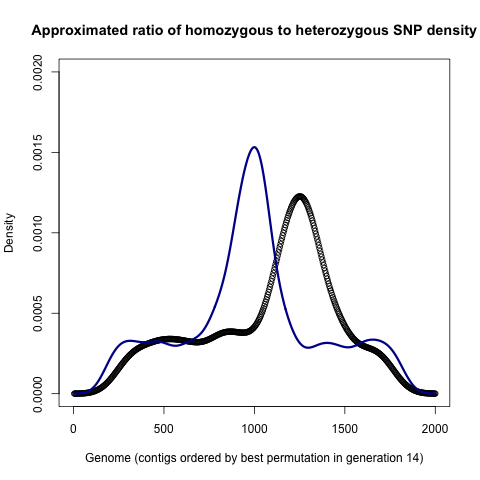 Approximated ratio of homozygous to heterozygous SNP density
0.0020
0.0015
0.0010
0.0005
0.0000
Density
0 500 1000 1500 2000
Genome (contigs ordered by best permutation in generation 14)